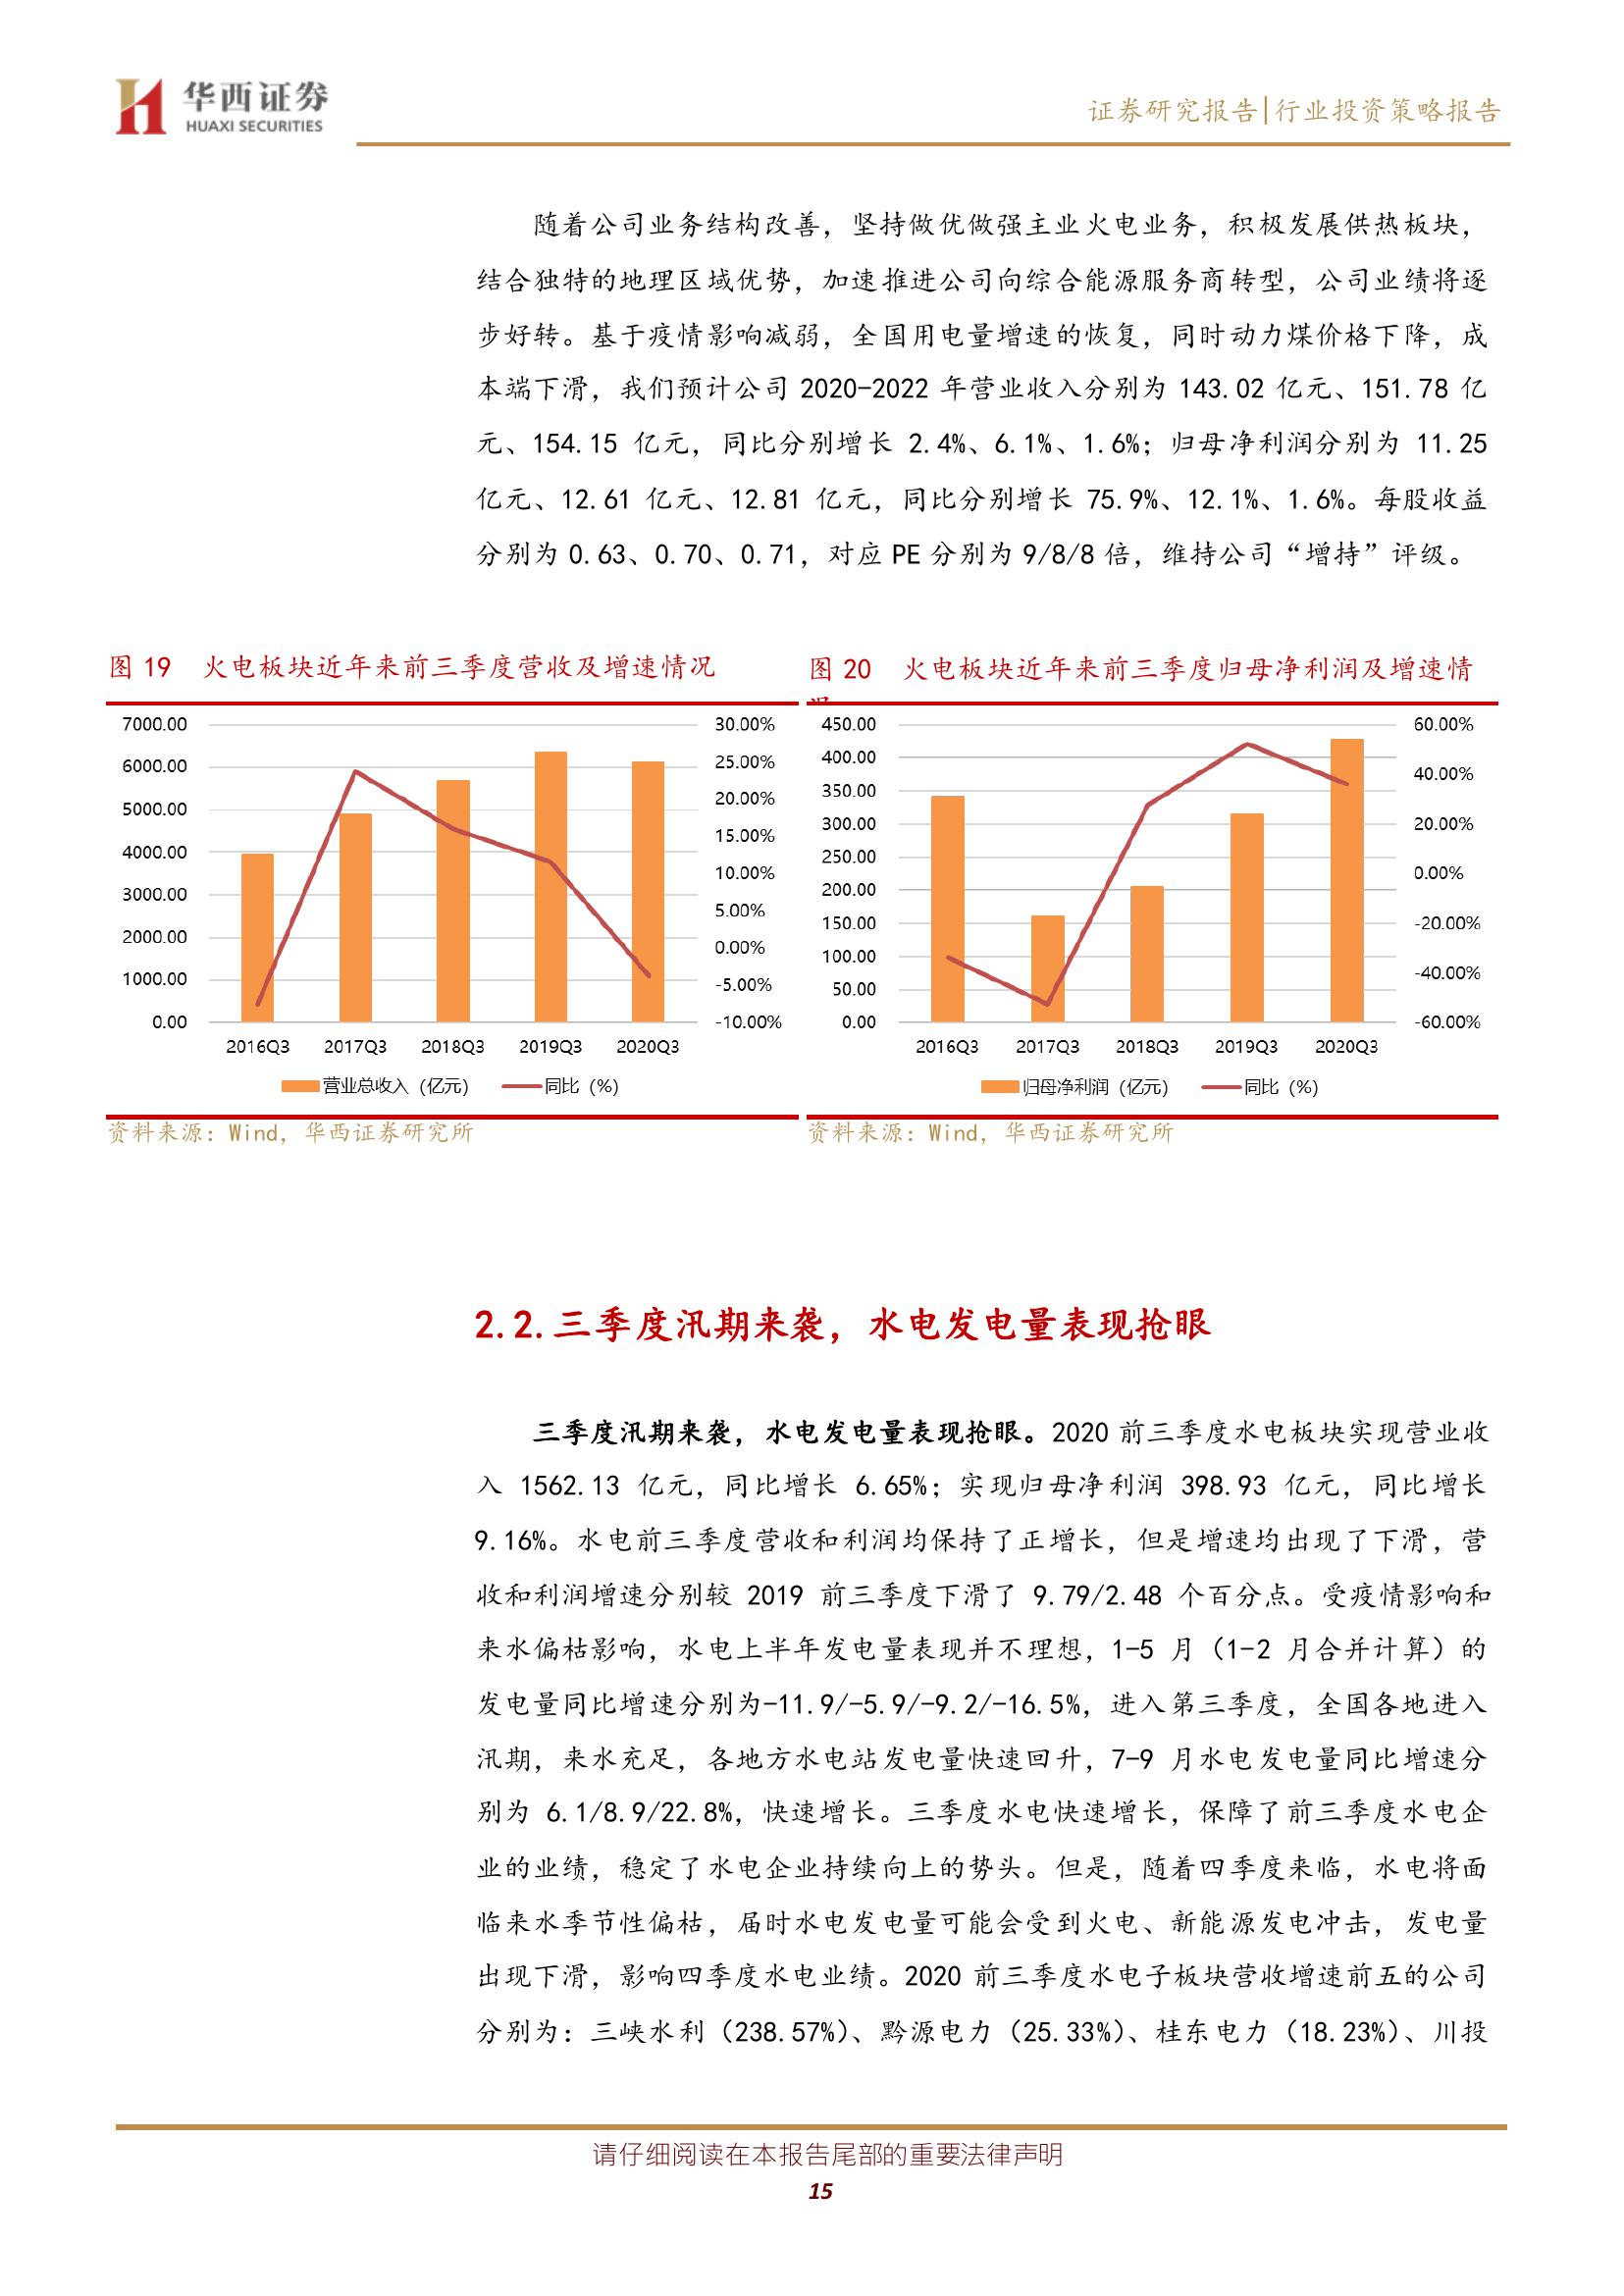 华西证券
HUAXI SECURITIES
证券研究报告|行业投资策略报告
随着公司业务结构改善，坚持做优做强主业火电业务，积极发展供热板块，
结合独特的地理区域优势，加速推进公司向综合能源服务商转型，公司业绩将逐
步好转。基于疫情影响减弱，全国用电量增速的恢复，同时动力煤价格下降，成
本端下滑，我们预计公司 2020-2022 年营业收入分别为 143.02 亿元、151.78 亿
元、154.15 亿元，同比分别增长 2.4%、6.1%、1.6%；归母净利润分别为 11.25
亿元、12.61 亿元、12.81 亿元，同比分别增长 75.9%、12.1%、1.6%。每股收益
分别为 0.63、0.70、0.71，对应 PE 分别为 9/8/8 倍，维持公司“增持”评级。
图 19 火电板块近年来前三季度营收及增速情况
7000.00
6000.00
5000.00
4000.00
3000.00
2000.00
1000.00
0.00
30.00%
25.00%
20.00%
15.00%
10.00%
5.00%
0.00%
-5.00%
-10.00%
2016Q3 2017Q3 2018Q3 2019Q3 2020Q3
营业总收入（亿元） 同比（%）
资料来源：Wind，华西证券研究所
图 20 火电板块近年来前三季度归母净利润及增速情
450.00
400.00
350.00
300.00
250.00
200.00
150.00
100.00
50.00
0.00
60.00%
40.00%
20.00%
0.00%
-20.00%
-40.00%
-60.00%
2016Q3 2017Q3 2018Q3 2019Q3 2020Q3
归母净利润（亿元） 同比（%）
资料来源：Wind，华西证券研究所
2.2.三季度汛期来袭，水电发电量表现抢眼
三季度汛期来袭，水电发电量表现抢眼。2020 前三季度水电板块实现营业收
入 1562.13 亿元，同比增长 6.65%；实现归母净利润 398.93 亿元，同比增长
9.16%。水电前三季度营收和利润均保持了正增长，但是增速均出现了下滑，营
收和利润增速分别较 2019 前三季度下滑了 9.79/2.48 个百分点。受疫情影响和
来水偏枯影响，水电上半年发电量表现并不理想，1-5 月（1-2 月合并计算）的
发电量同比增速分别为-11.9/-5.9/-9.2/-16.5%，进入第三季度，全国各地进入
汛期，来水充足，各地方水电站发电量快速回升，7-9 月水电发电量同比增速分
别为 6.1/8.9/22.8%，快速增长。三季度水电快速增长，保障了前三季度水电企
业的业绩，稳定了水电企业持续向上的势头。但是，随着四季度来临，水电将面
临来水季节性偏枯，届时水电发电量可能会受到火电、新能源发电冲击，发电量
出现下滑，影响四季度水电业绩。2020 前三季度水电子板块营收增速前五的公司
分别为：三峡水利（238.57%）、黔源电力（25.33%）、桂东电力（18.23%）、川投
请仔细阅读在本报告尾部的重要法律声明
15